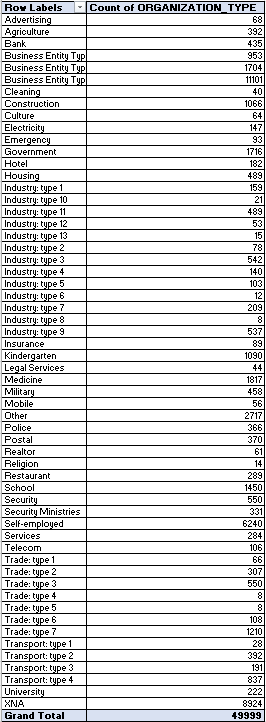 Row Labels Count of ORGANIZATION_TYPE
Advertising 68
Agriculture 392
Bank 435
Business Entity Typ 953
Business Entity Typ 1704
Business Entity Typ 11101
Cleaning 40
Construction 1066
Culture 64
Electricity 147
Emergency 93
Government 1716
Hotel 182
Housing 489
Industry: type 1 159
Industry: type 10 21
Industry: type 11 489
Industry: type 12 53
Industry: type 13 15
Industry: type 2 78
Industry: type 3 542
Industry: type 4 140
Industry: type 5 103
Industry: type 6 12
Industry: type 7 209
Industry: type 8 8
Industry: type 9 537
Insurance 89
Kindergarten 1090
Legal Services 44
Medicine 1817
Military 458
Mobile 56
Other 2717
Police 366
Postal 370
Realtor 61
Religion 14
Restaurant 289
School 1450
Security 550
Security Ministries 331
Self-employed 6240
Services 284
Telecom 106
Trade: type 1 66
Trade: type 2 307
Trade: type 3 550
Trade: type 4 8
Trade: type 5 8
Trade: type 6 108
Trade: type 7 1210
Transport: type 1 28
Transport: type 2 392
Transport: type 3 191
Transport: type 4 837
University 222
XNA 8924
Grand Total 49999